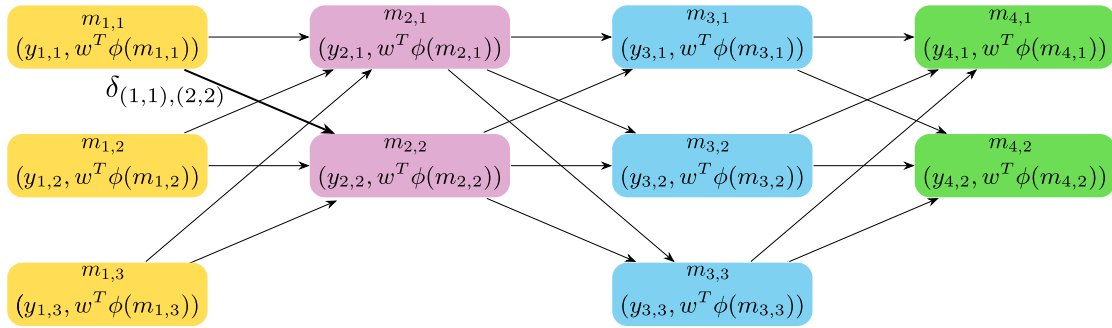 m_{1,1} m_{2,1} m_{3,1} m_{4,1}
(y_{1,1}, w^T ϕ(m_{1,1})) (y_{2,1}, w^T ϕ(m_{2,1})) (y_{3,1}, w^T ϕ(m_{3,1})) (y_{4,1}, w^T ϕ(m_{4,1}))
δ_{(1,1),(2,2)}
m_{1,2} m_{2,2} m_{3,2} m_{4,2}
(y_{1,2}, w^T ϕ(m_{1,2})) (y_{2,2}, w^T ϕ(m_{2,2})) (y_{3,2}, w^T ϕ(m_{3,2})) (y_{4,2}, w^T ϕ(m_{4,2}))
m_{1,3} m_{3,3}
(y_{1,3}, w^T ϕ(m_{1,3})) (y_{3,3}, w^T ϕ(m_{3,3}))